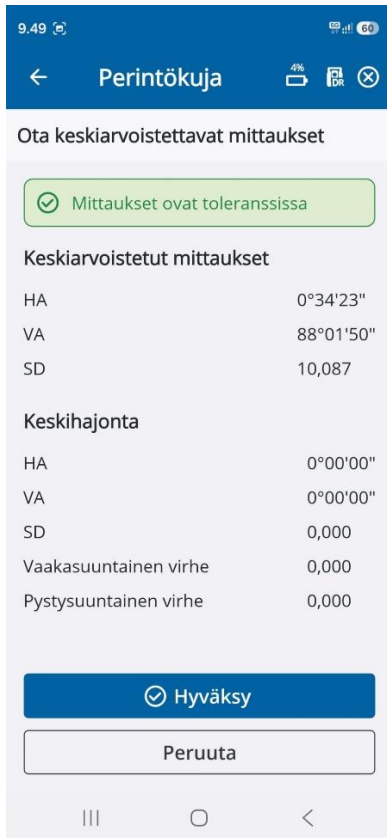 9.49 60
Perintökuja 4% DR
Ota keskiarvoistettavat mittaukset
Mittaukset ovat toleranssissa
Keskiarvoistetut mittaukset
HA 0°34'23"
VA 88°01'50"
SD 10,087
Keskihajonta
HA 0°00'00"
VA 0°00'00"
SD 0,000
Vaakasuuntainen virhe 0,000
Pystysuuntainen virhe 0,000
Hyväksy
Peruuta